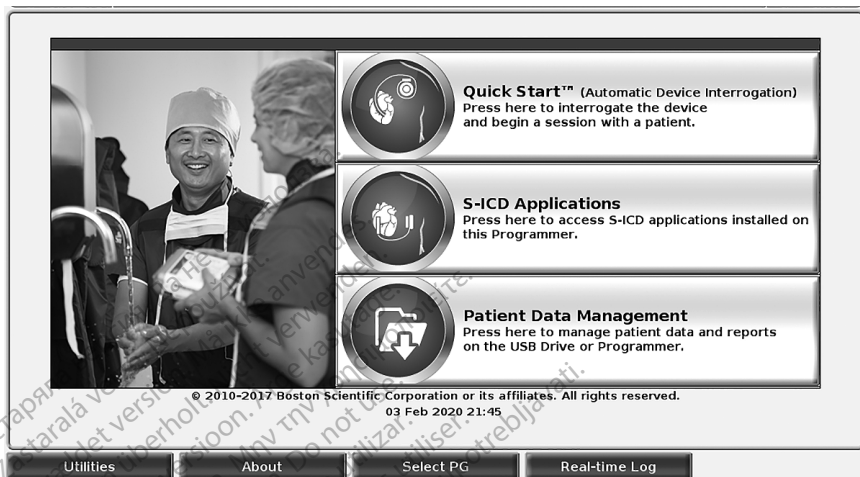 Quick Start™ (Automatic Device Interrogation)
Press here to interrogate the device
and begin a session with a patient.
S-ICD Applications
Press here to access S-ICD applications installed on
this Programmer.
Patient Data Management
Press here to manage patient data and reports
on the USB Drive or Programmer.
© 2010-2017 Boston Scientific Corporation or its affiliates. All rights reserved.
03 Feb 2020 21:45
Utilities
About
Select PG
Real-time Log
Do not use.